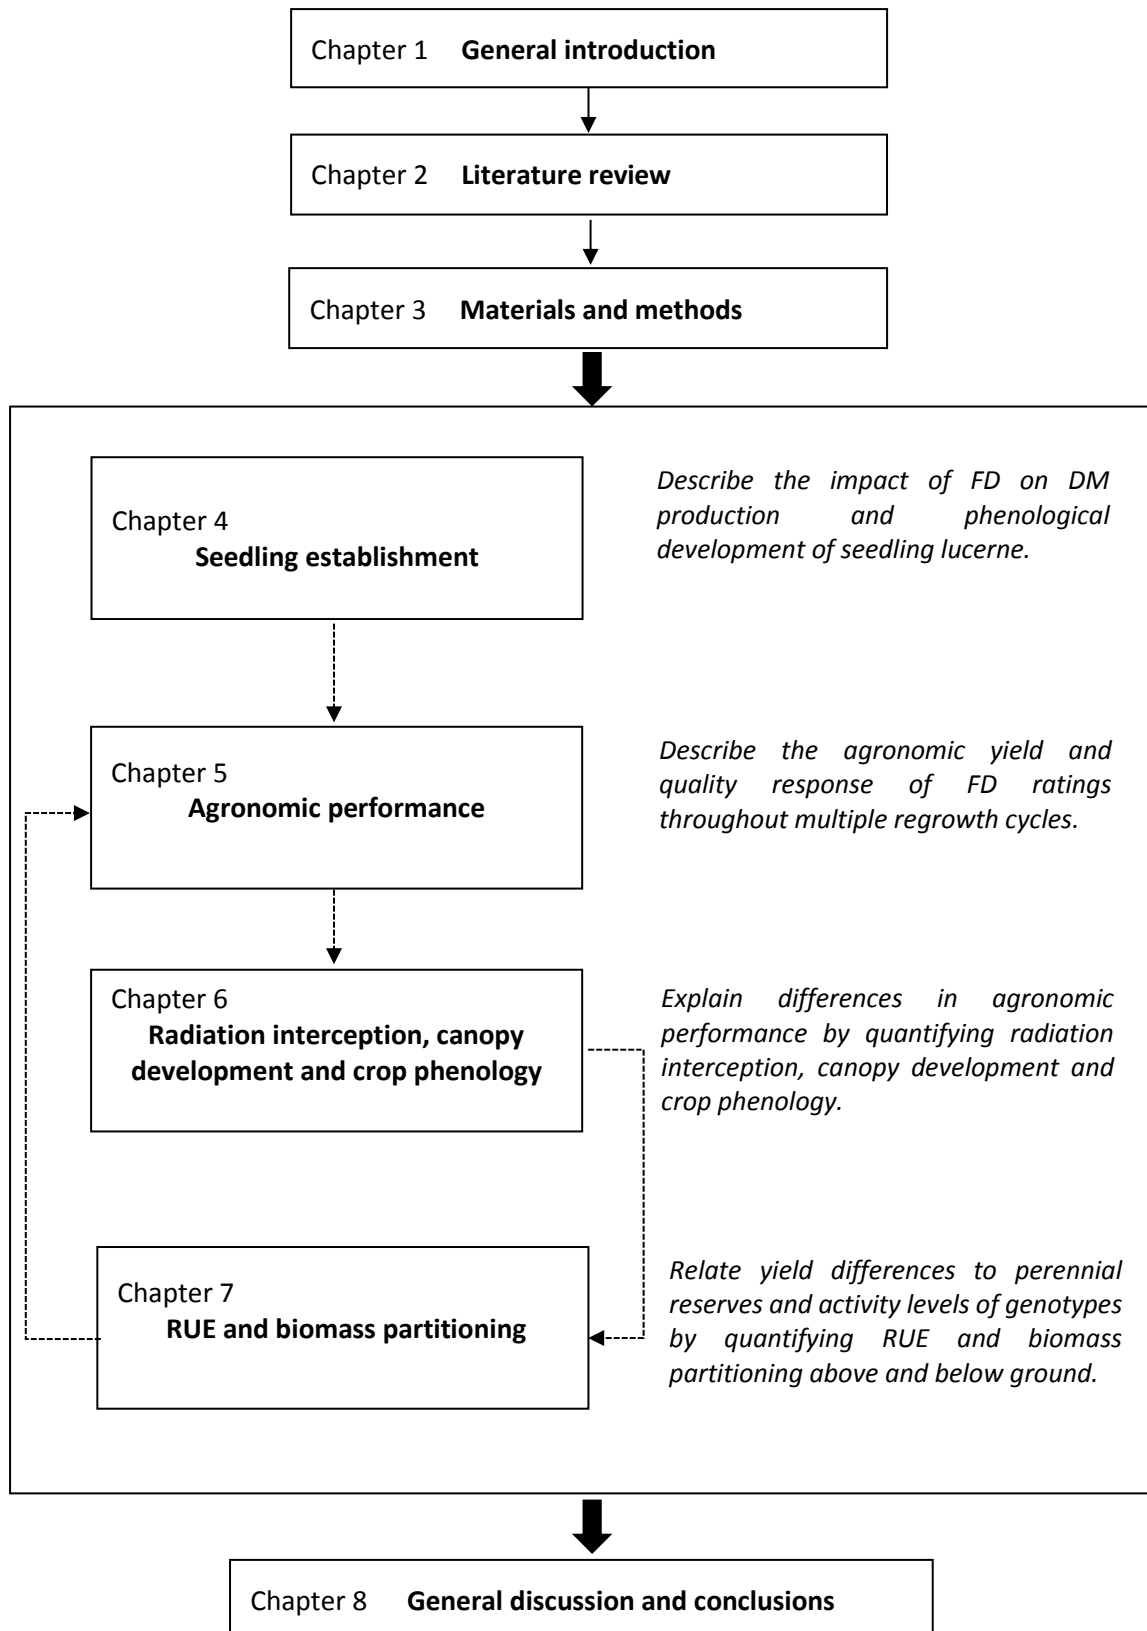 Chapter 1 General introduction
Chapter 2 Literature review
Chapter 3 Materials and methods
Chapter 4
Seedling establishment
Describe the impact of FD on DM
production and phenological
development of seedling lucerne.
Chapter 5
Agronomic performance
Describe the agronomic yield and
quality response of FD ratings
throughout multiple regrowth cycles.
Chapter 6
Radiation interception, canopy
development and crop phenology
Explain differences in agronomic
performance by quantifying radiation
interception, canopy development and
crop phenology.
Chapter 7
RUE and biomass partitioning
Relate yield differences to perennial
reserves and activity levels of genotypes
by quantifying RUE and biomass
partitioning above and below ground.
Chapter 8 General discussion and conclusions